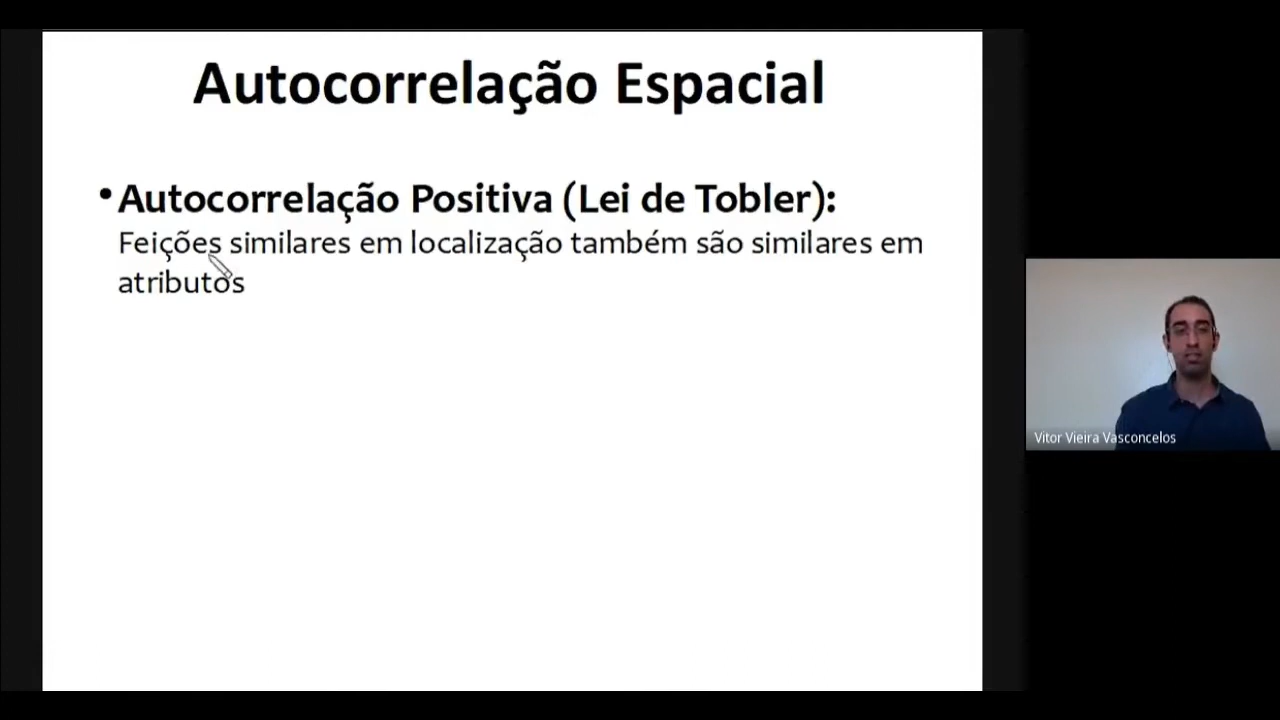 Autocorrelação Espacial
• Autocorrelação Positiva (Lei de Tobler):
Feições similares em localização também são similares em
atributos
Vitor Vieira Vasconcelos